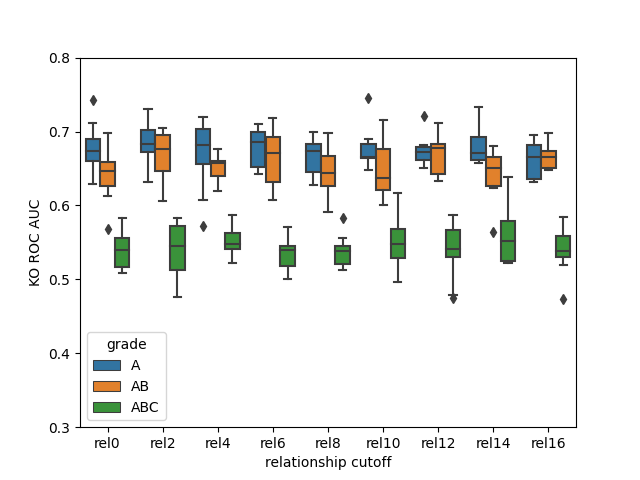 0.8
0.7
0.6
0.5
0.4
0.3
KO ROC AUC
grade
A
AB
ABC
rel0 rel2 rel4 rel6 rel8 rel10 rel12 rel14 rel16
relationship cutoff